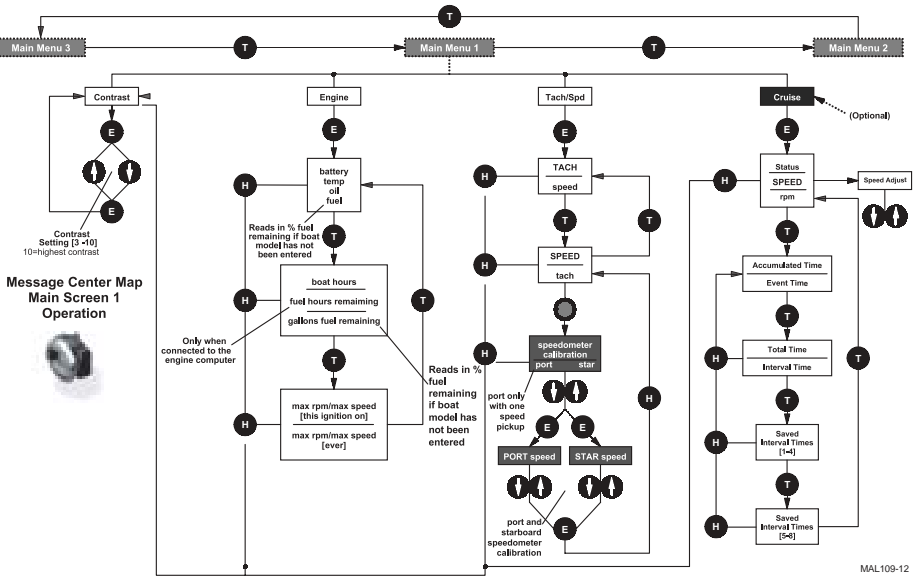 T
Main Menu 3
T
Main Menu 1
T
Main Menu 2
Contrast
E
E
Contrast
Setting [3 -10]
10=highest contrast
Message Center Map
Main Screen 1
Operation
Engine
E
battery
temp
oil
fuel
H
Reads in % fuel
remaining if boat
model has not
been entered
T
boat hours
fuel hours remaining
gallons fuel remaining
H
T
Only when
connected to the
engine computer
T
Reads in %
fuel
remaining
if boat
model has
not been
entered
max rpm/max speed
[this ignition on]
max rpm/max speed
[ever]
H
Tach/Spd
E
TACH
speed
H
T
T
SPEED
tach
H
speedometer
calibration
port star
H
port only
with one
speed
pickup
H
E
E
PORT speed
STAR speed
port and
starboard
speedometer
calibration
E
Cruise
(Optional)
E
Status
SPEED
rpm
H
Speed Adjust
T
Accumulated Time
Event Time
T
Total Time
Interval Time
H
T
T
Saved
Interval Times
[1-4]
H
T
Saved
Interval Times
[5-8]
H
MAL109-12